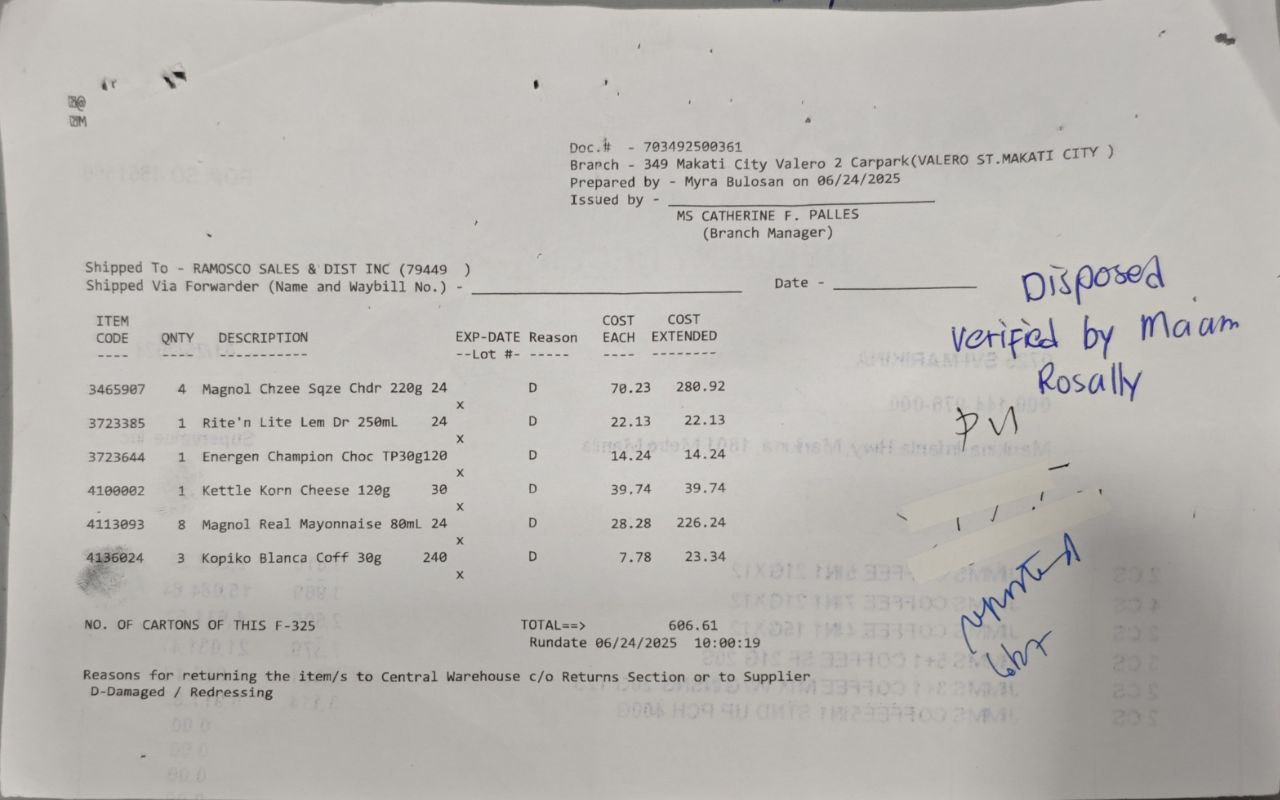 Doc.# - 703492500361
Branch - 349 Makati City Valero 2 Carpark(VALERO ST.MAKATI CITY )
Prepared by - Myra Bulosan on 06/24/2025
Issued by -
MS CATHERINE F. PALLES
(Branch Manager)
Shipped To - RAMOSCO SALES & DIST INC (79449 )
Shipped Via Forwarder (Name and Waybill No.) - Date -
Disposed
verified by Maam
Rosally
ITEM COST COST
CODE QNTY DESCRIPTION EXP-DATE Reason EACH EXTENDED
---- ---- ----------- --Lot #- ----- ---- --------
3465907 4 Magnol Chzee Sqze Chdr 220g 24 D 70.23 280.92
x
3723385 1 Rite'n Lite Lem Dr 250mL 24 D 22.13 22.13
x
3723644 1 Energen Champion Choc TP30g120 D 14.24 14.24
x
4100002 1 Kettle Korn Cheese 120g 30 D 39.74 39.74
x
4113093 8 Magnol Real Mayonnaise 80mL 24 D 28.28 226.24
x
4136024 3 Kopiko Blanca Coff 30g 240 D 7.78 23.34
x
NO. OF CARTONS OF THIS F-325 TOTAL==> 606.61
Rundate 06/24/2025 10:00:19
Reasons for returning the item/s to Central Warehouse c/o Returns Section or to Supplier
D-Damaged / Redressing